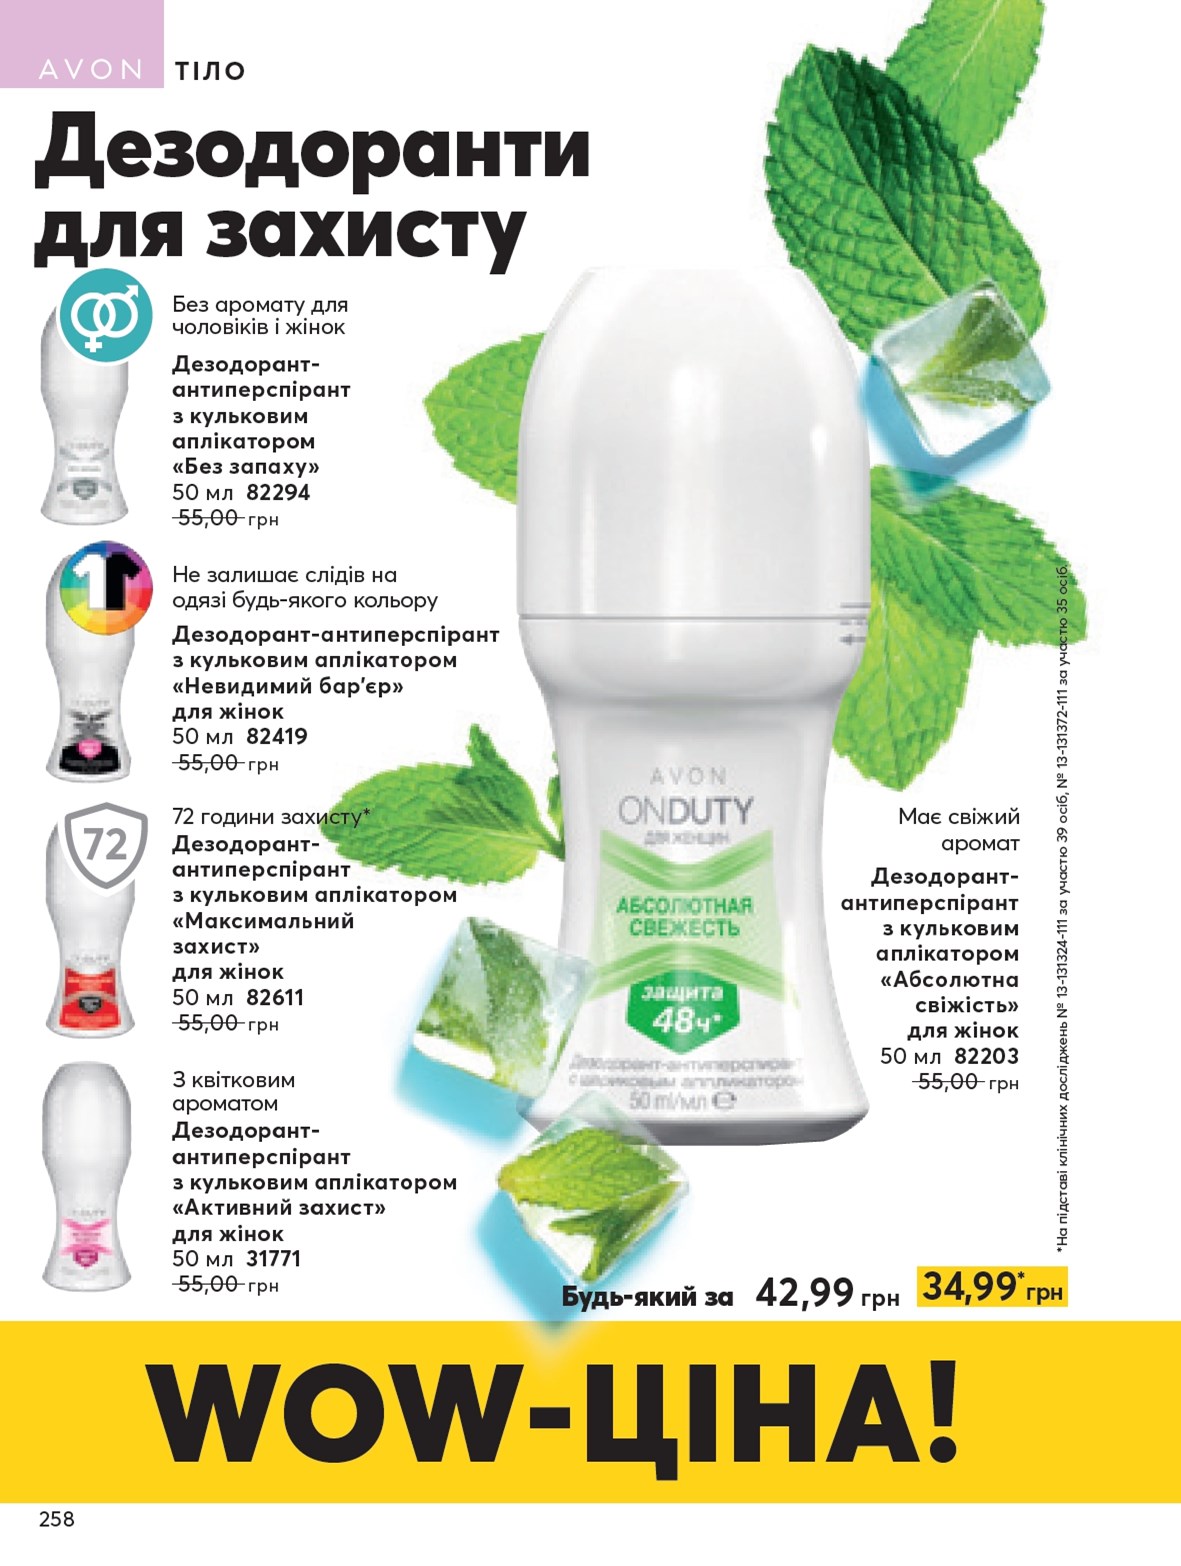 AVON ТІЛО
Дезодоранти
для захисту
Без аромату для
чоловіків і жінок
Дезодорант-
антиперспірант
з кульковим
аплікатором
«Без запаху»
50 мл 82294
55,00 грн
Не залишає слідів на
одязі будь-якого кольору
Дезодорант-антиперспірант
з кульковим аплікатором
«Невидимий бар'єр»
для жінок
50 мл 82419
55,00 грн
72
72 години захисту*
Дезодорант-
антиперспірант
з кульковим аплікатором
«Максимальний
захист»
для жінок
50 мл 82611
55,00 грн
З квітковим
ароматом
Дезодорант-
антиперспірант
з кульковим аплікатором
«Активний захист»
для жінок
50 мл 31771
55,00 грн
AVON
ONDUTY
ДЛЯ ЖЕНЩИН
АБСОЛЮТНАЯ
СВЕЖЕСТЬ
защита
48ч*
Дезодорант-антиперспирант
с шариковым аппликатором
50 ml/мл e
Має свіжий
аромат
Дезодорант-
антиперспірант
з кульковим
аплікатором
«Абсолютна
свіжість»
для жінок
50 мл 82203
55,00 грн
*На підставі клінічних досліджень № 13-131324-111 за участю 39 осіб, № 13-131372-111 за участю 35 осіб.
Будь-який за 42,99 грн 34,99* грн
WOW-ЦІНА!
258